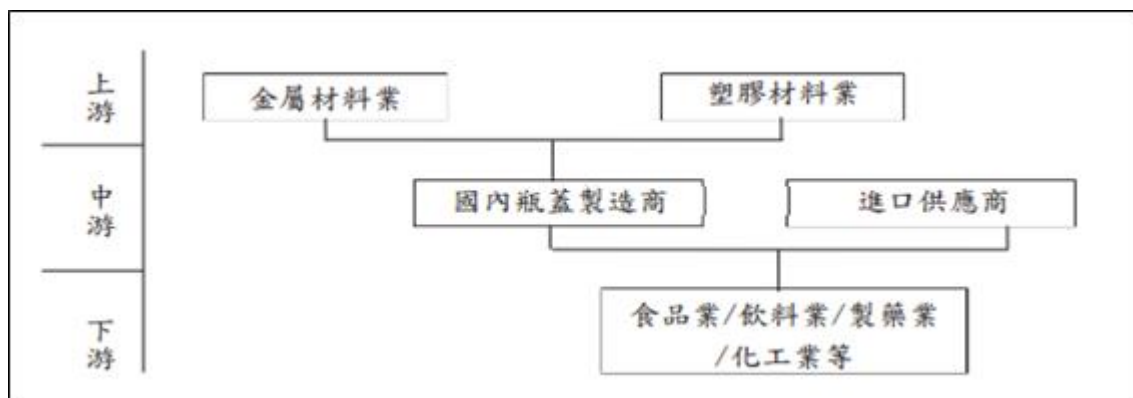 上游
金屬材料業
塑膠材料業
中游
國內瓶蓋製造商
進口供應商
下游
食品業/飲料業/製藥業
/化工業等